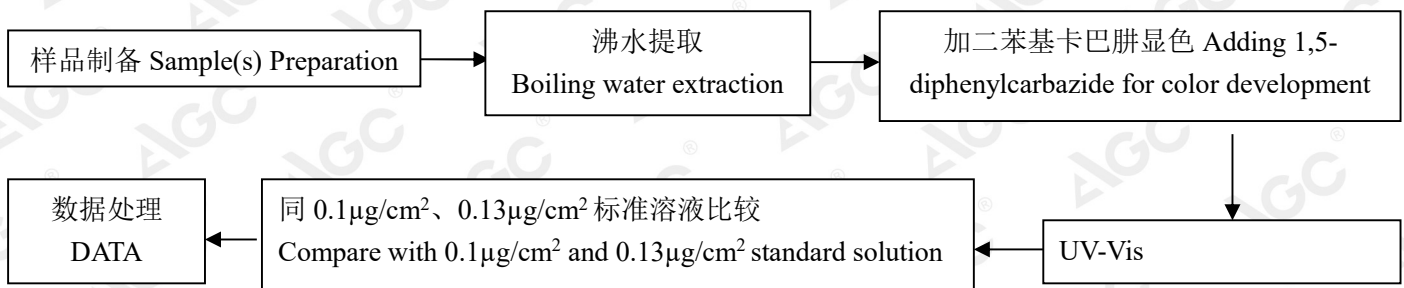 样品制备 Sample(s) Preparation
沸水提取
Boiling water extraction
加二苯基卡巴肼显色 Adding 1,5-
diphenylcarbazide for color development
UV-Vis
同 0.1µg/cm²、0.13µg/cm² 标准溶液比较
Compare with 0.1µg/cm² and 0.13µg/cm² standard solution
数据处理
DATA